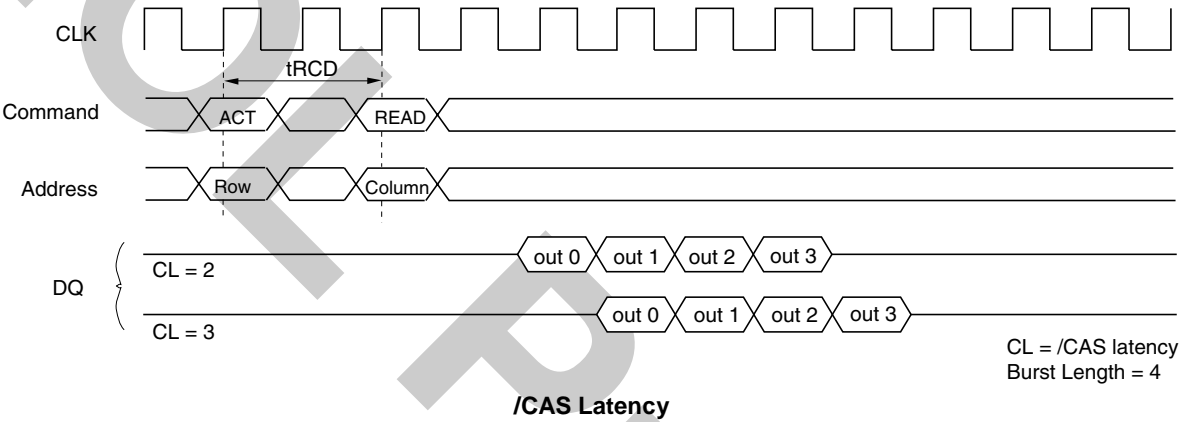 CLK
tRCD
Command ACT READ
Address Row Column
out 0 out 1 out 2 out 3
CL = 2
DQ
out 0 out 1 out 2 out 3
CL = 3
CL = /CAS latency
Burst Length = 4
/CAS Latency